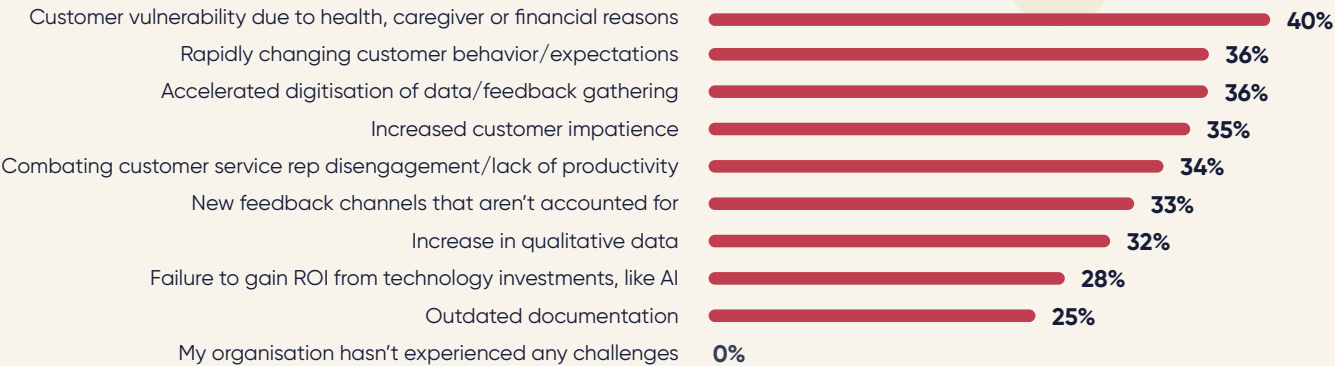 Customer vulnerability due to health, caregiver or financial reasons 40%
Rapidly changing customer behavior/expectations 36%
Accelerated digitisation of data/feedback gathering 36%
Increased customer impatience 35%
Combating customer service rep disengagement/lack of productivity 34%
New feedback channels that aren’t accounted for 33%
Increase in qualitative data 32%
Failure to gain ROI from technology investments, like AI 28%
Outdated documentation 25%
My organisation hasn’t experienced any challenges 0%